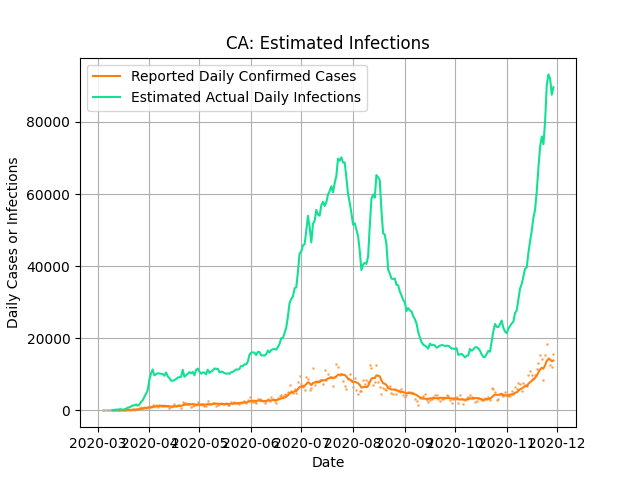 CA: Estimated Infections
Reported Daily Confirmed Cases
Estimated Actual Daily Infections
Daily Cases or Infections
80000
60000
40000
20000
0
2020-03 2020-04 2020-05 2020-06 2020-07 2020-08 2020-09 2020-10 2020-11 2020-12
Date